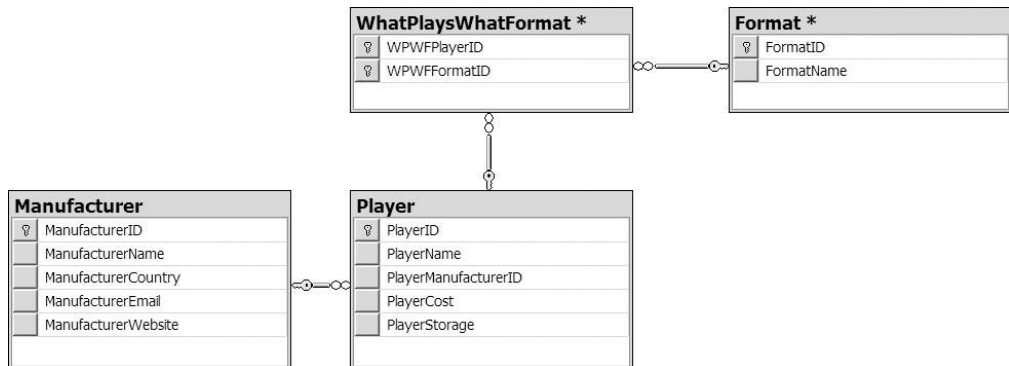 WhatPlaysWhatFormat *
WPWFPlayerID
WPWFFormatID
Format *
FormatID
FormatName
Manufacturer
ManufacturerID
ManufacturerName
ManufacturerCountry
ManufacturerEmail
ManufacturerWebsite
Player
PlayerID
PlayerName
PlayerManufacturerID
PlayerCost
PlayerStorage